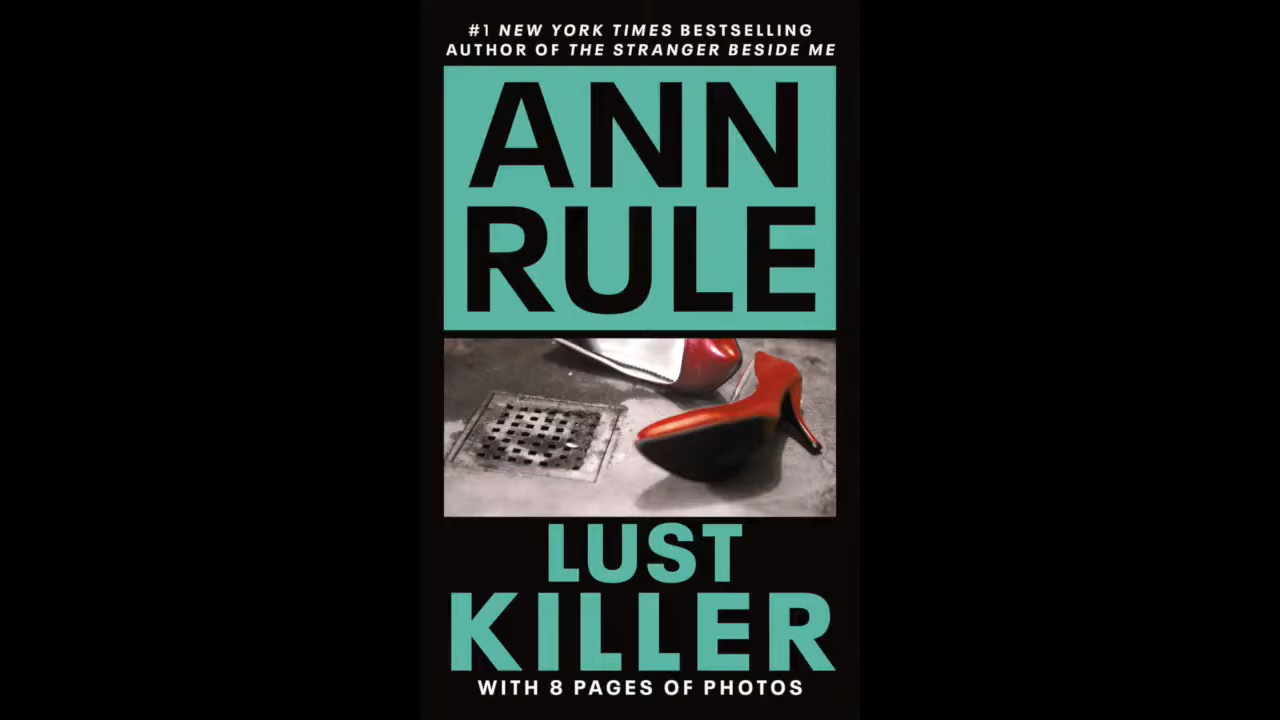 #1 NEW YORK TIMES BESTSELLING
AUTHOR OF THE STRANGER BESIDE ME
ANN
RULE
LUST
KILLER
WITH 8 PAGES OF PHOTOS